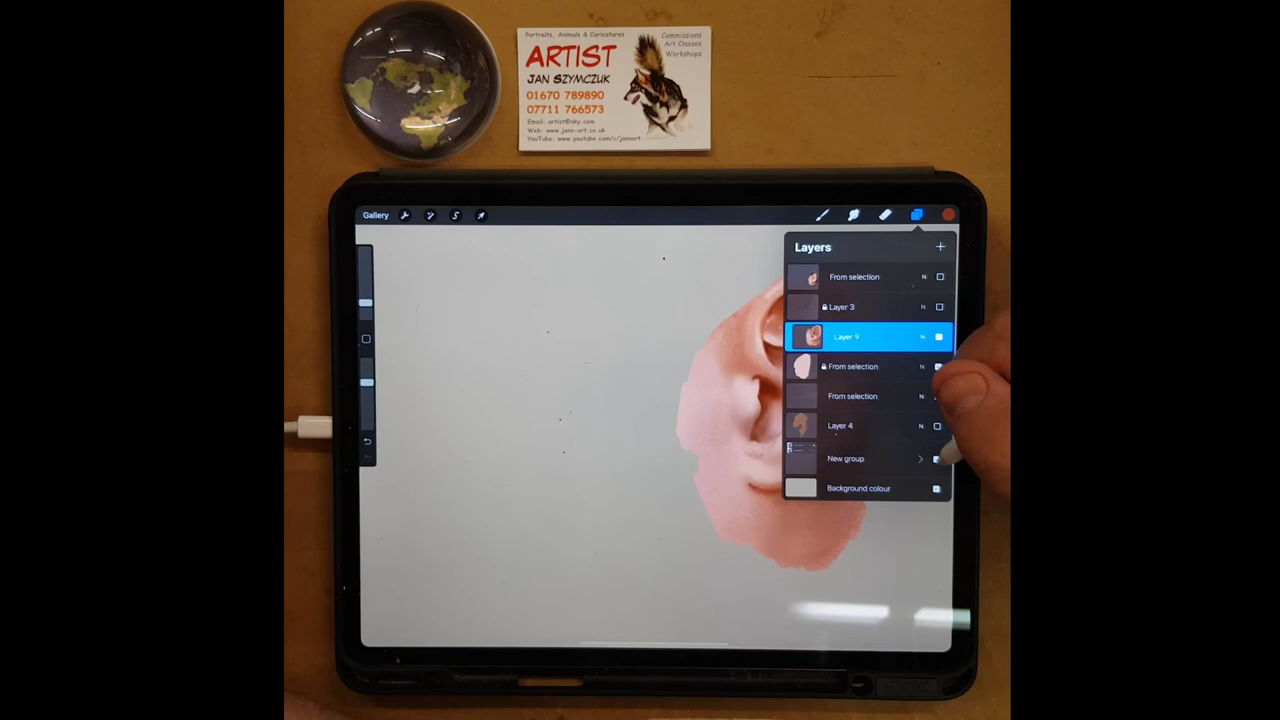 Portraits, Animals & Caricatures
Commissions
Art Classes
Workshops
ARTIST
JAN SZYMCZUK
01670 789890
07711 766573
Email: artist@sky.com
Web: www.jans-art.co.uk
YouTube: www.youtube.com/c/jansart
Gallery
Layers
From selection N
Layer 3 N
Layer 9 N
From selection N
From selection N
Layer 4 N
New group
Background colour